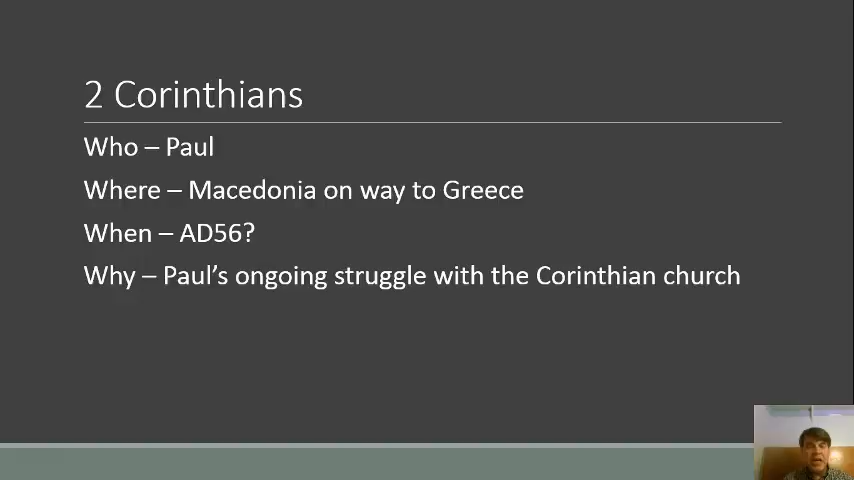 2 Corinthians
Who – Paul
Where – Macedonia on way to Greece
When – AD56?
Why – Paul’s ongoing struggle with the Corinthian church